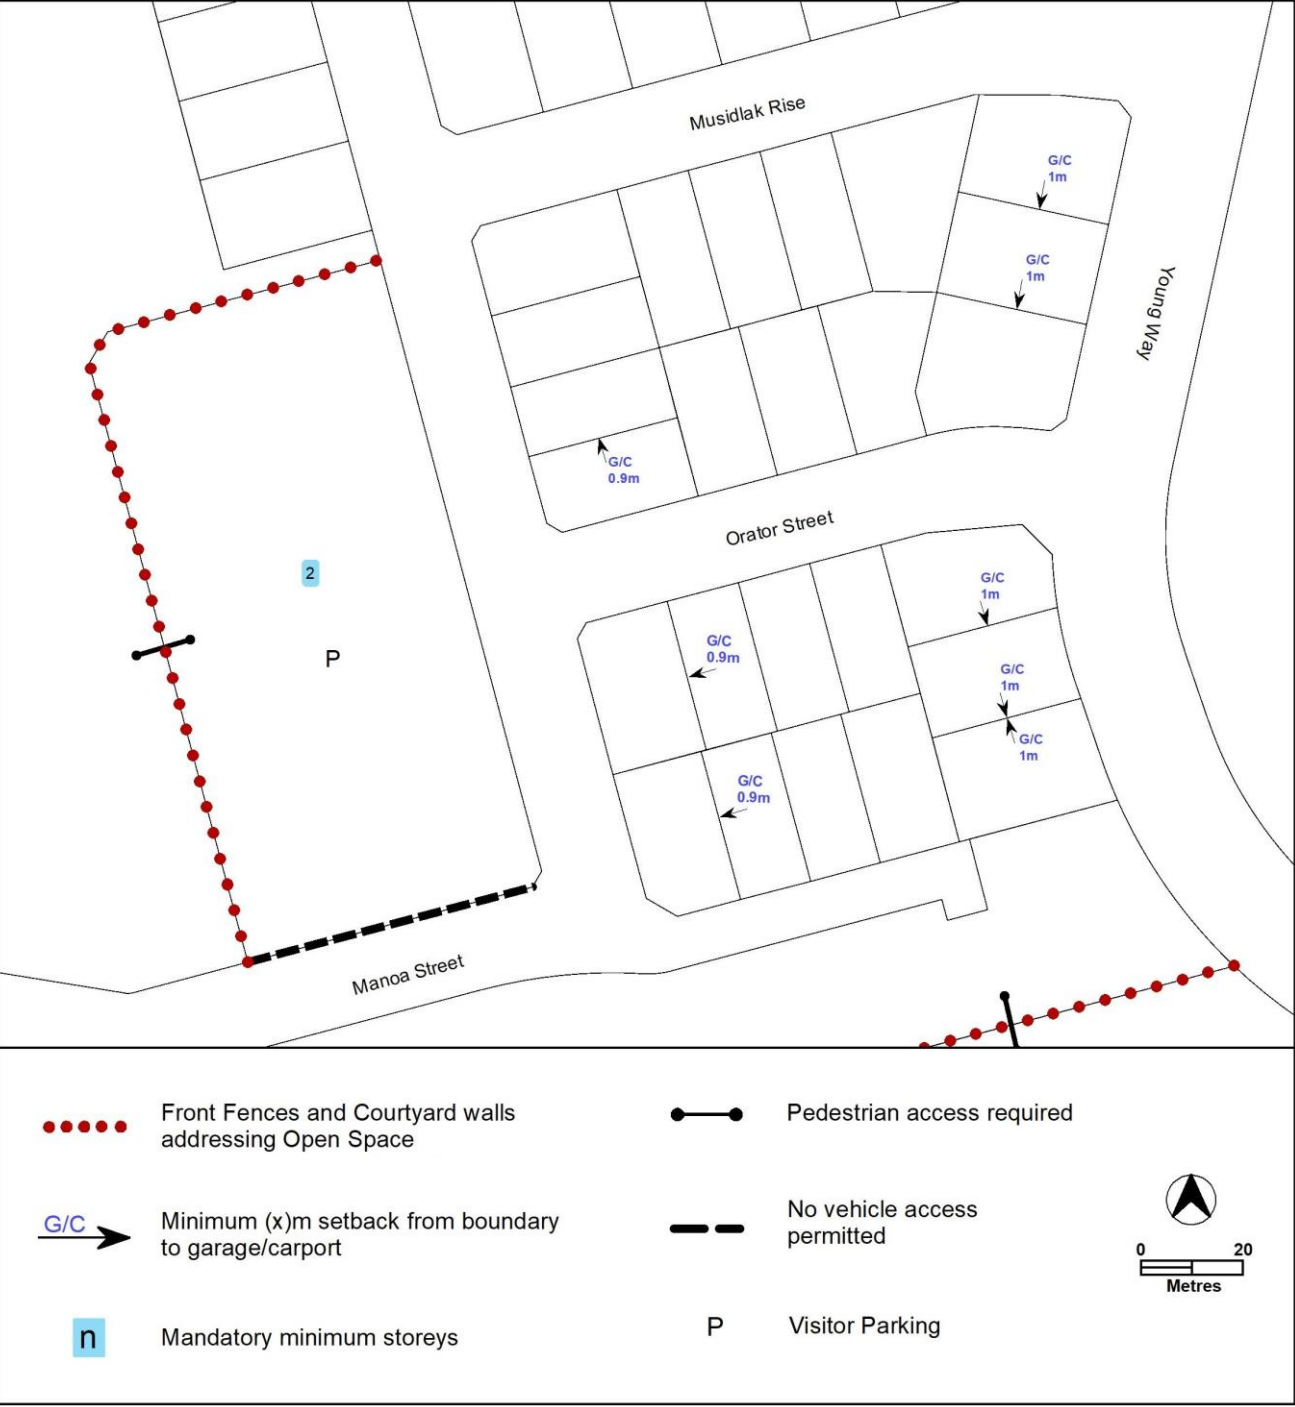 Musidlak Rise
G/C
1m
G/C
1m
Young Way
G/C
0.9m
Orator Street
2
P
G/C
1m
G/C
0.9m
G/C
1m
G/C
1m
G/C
0.9m
Manoa Street
Front Fences and Courtyard walls
addressing Open Space
Pedestrian access required
G/C
Minimum (x)m setback from boundary
to garage/carport
No vehicle access
permitted
0 20
Metres
n
Mandatory minimum storeys
P
Visitor Parking